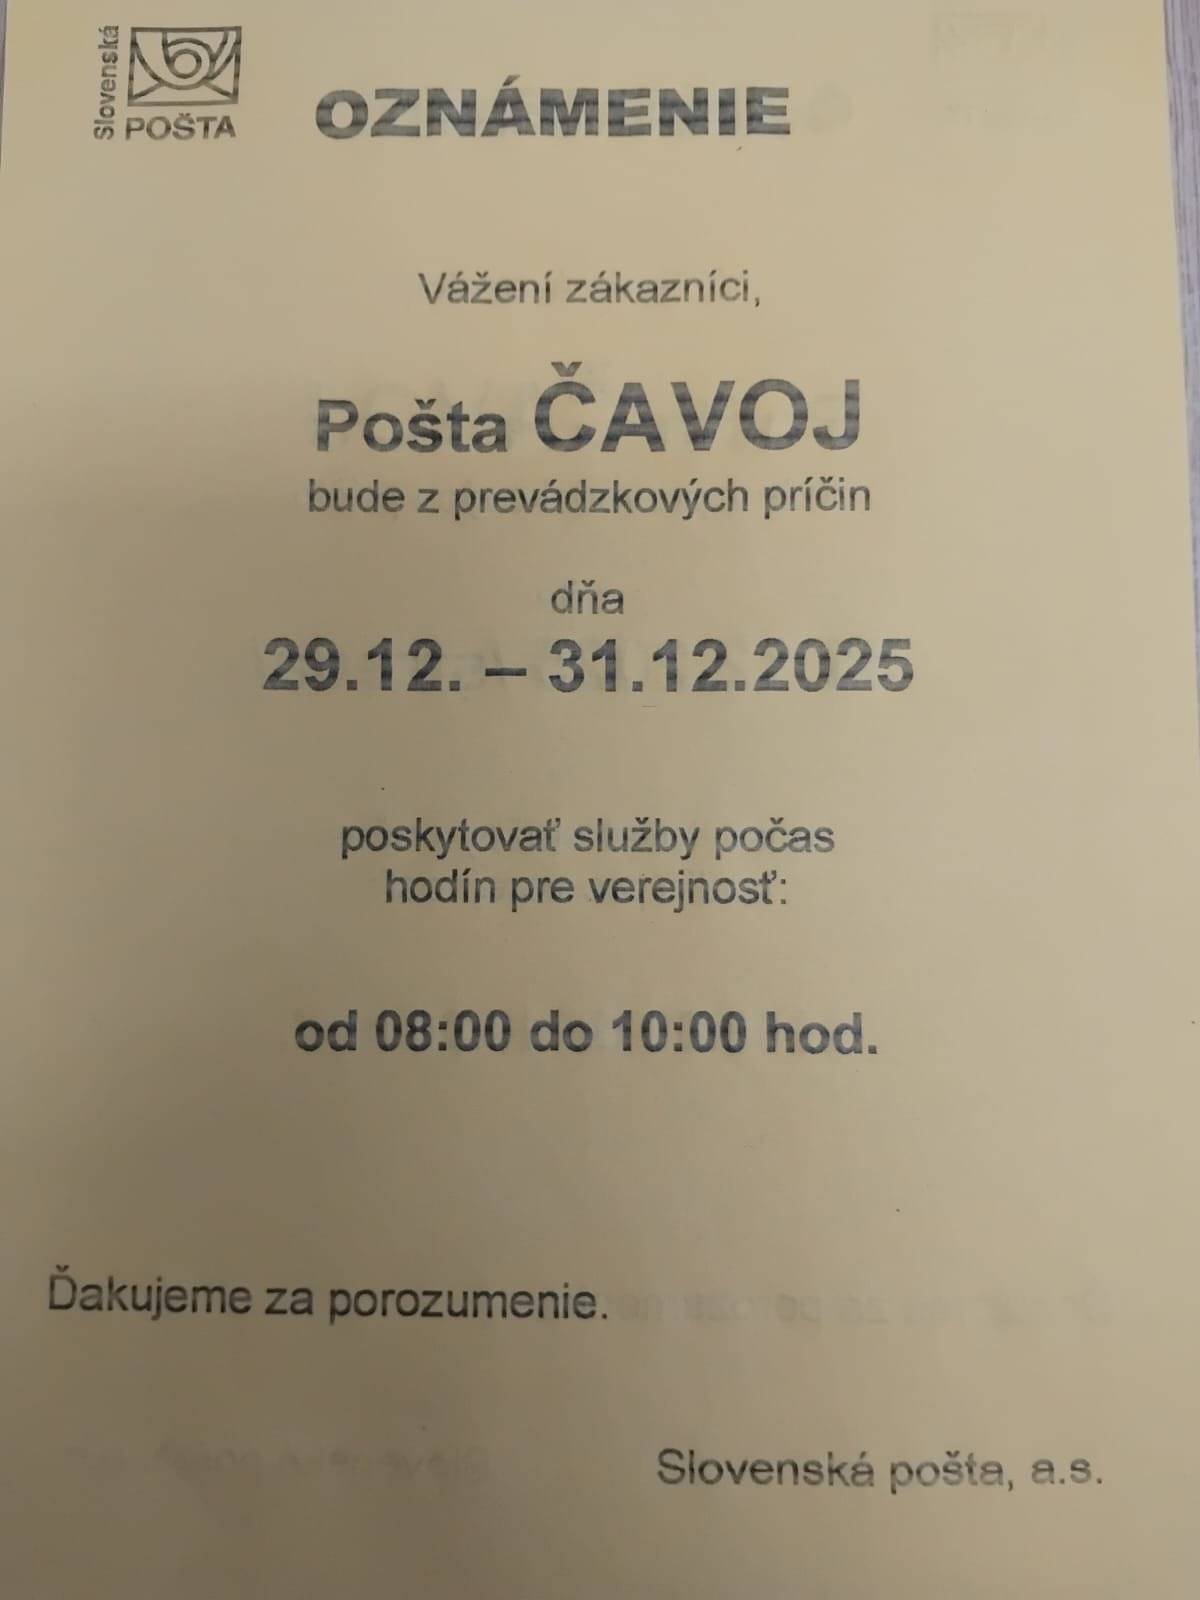 Slovenská
POŠTA
OZNÁMENIE
Vážení zákazníci,
Pošta ČAVOJ
bude z prevádzkových príčin
dňa
29.12. – 31.12.2025
poskytovať služby počas
hodín pre verejnosť:
od 08:00 do 10:00 hod.
Ďakujeme za porozumenie.
Slovenská pošta, a.s.